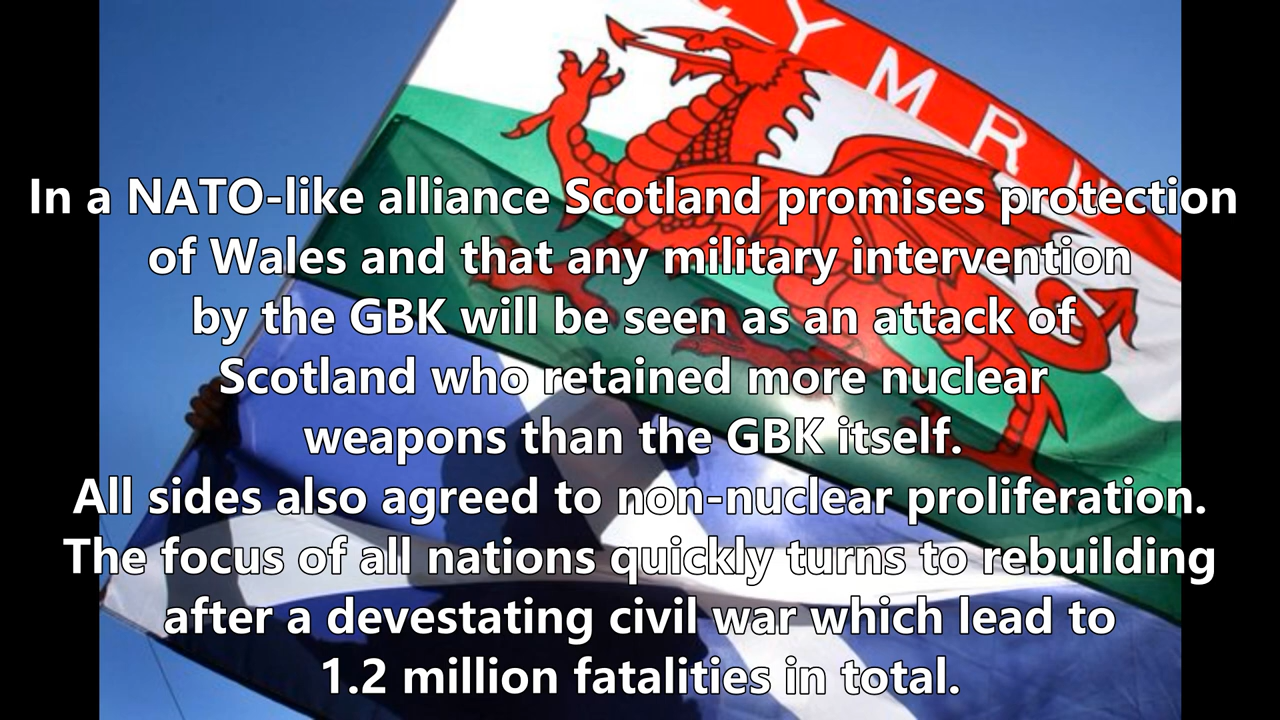 CYMRU
In a NATO-like alliance Scotland promises protection
of Wales and that any military intervention
by the GBK will be seen as an attack of
Scotland who retained more nuclear
weapons than the GBK itself.
All sides also agreed to non-nuclear proliferation.
The focus of all nations quickly turns to rebuilding
after a devestating civil war which lead to
1.2 million fatalities in total.